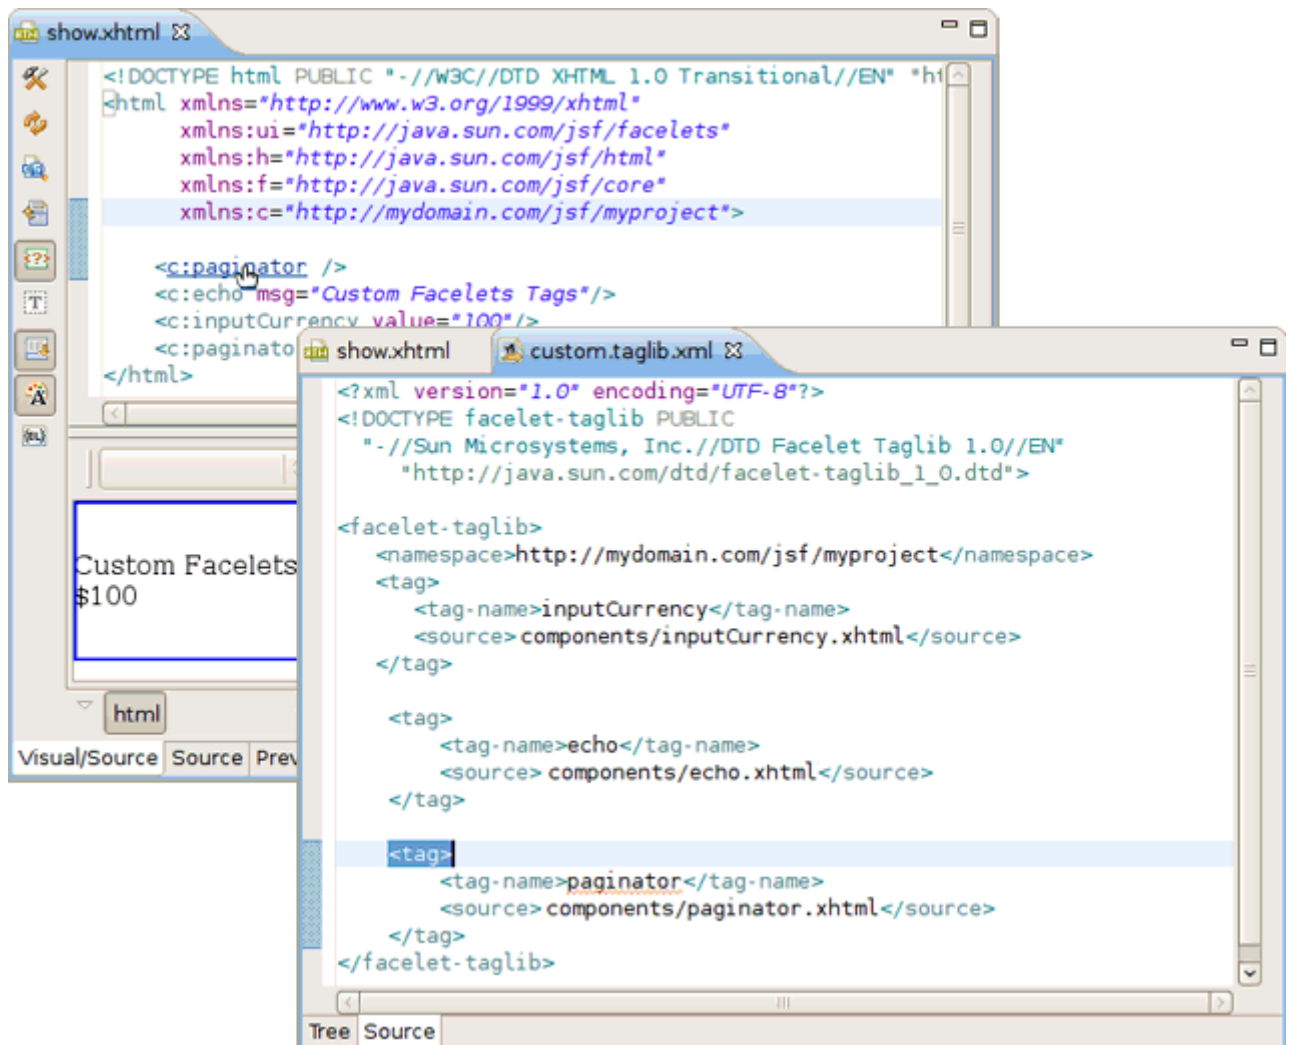 show.xhtml
<!DOCTYPE html PUBLIC "-//W3C//DTD XHTML 1.0 Transitional//EN" "ht
<html xmlns="http://www.w3.org/1999/xhtml"
xmlns:ui="http://java.sun.com/jsf/facelets"
xmlns:h="http://java.sun.com/jsf/html"
xmlns:f="http://java.sun.com/jsf/core"
xmlns:c="http://mydomain.com/jsf/myproject">
<c:paginator />
<c:echo msg="Custom Facelets Tags"/>
<c:inputCurrency value="100"/>
<c:paginato
</html>
Custom Facelets
$100
html
Visual/Source Source Prev
show.xhtml custom.taglib.xml
<?xml version="1.0" encoding="UTF-8"?>
<!DOCTYPE facelet-taglib PUBLIC
"-//Sun Microsystems, Inc.//DTD Facelet Taglib 1.0//EN"
"http://java.sun.com/dtd/facelet-taglib_1_0.dtd">
<facelet-taglib>
<namespace>http://mydomain.com/jsf/myproject</namespace>
<tag>
<tag-name>inputCurrency</tag-name>
<source>components/inputCurrency.xhtml</source>
</tag>
<tag>
<tag-name>echo</tag-name>
<source>components/echo.xhtml</source>
</tag>
<tag>
<tag-name>paginator</tag-name>
<source>components/paginator.xhtml</source>
</tag>
</facelet-taglib>
Tree Source